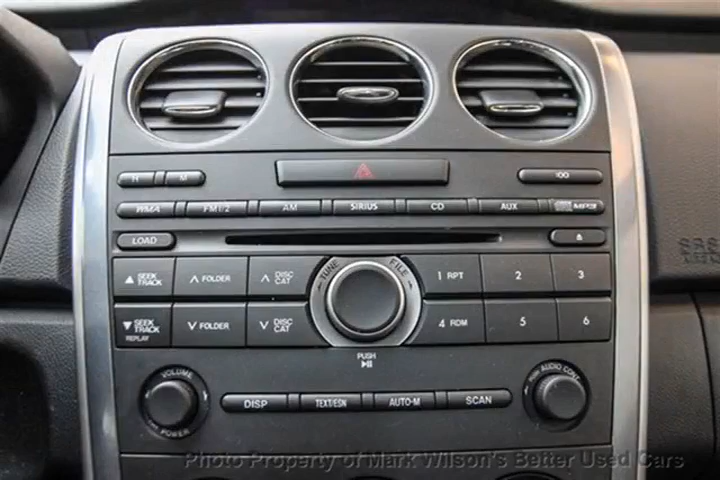 H M :00
WMA FM1/2 AM SIRIUS CD AUX MP3
LOAD
SEEK TRACK FOLDER DISC CAT TUNE FILE 1 RPT 2 3
SEEK TRACK REPLAY FOLDER DISC CAT 4 RDM 5 6
PUSH
VOLUME AUDIO CONT
DISP TEXT/ESN AUTO-M SCAN
POWER
SRS
Photo Property of Mark Wilson's Better Used Cars